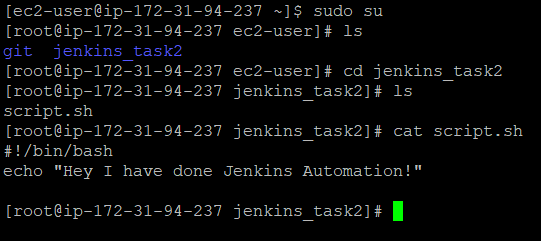 [ec2-user@ip-172-31-94-237 ~]$ sudo su
[root@ip-172-31-94-237 ec2-user]# ls
git  jenkins_task2
[root@ip-172-31-94-237 ec2-user]# cd jenkins_task2
[root@ip-172-31-94-237 jenkins_task2]# ls
script.sh
[root@ip-172-31-94-237 jenkins_task2]# cat script.sh
#!/bin/bash
echo "Hey I have done Jenkins Automation!"

[root@ip-172-31-94-237 jenkins_task2]#